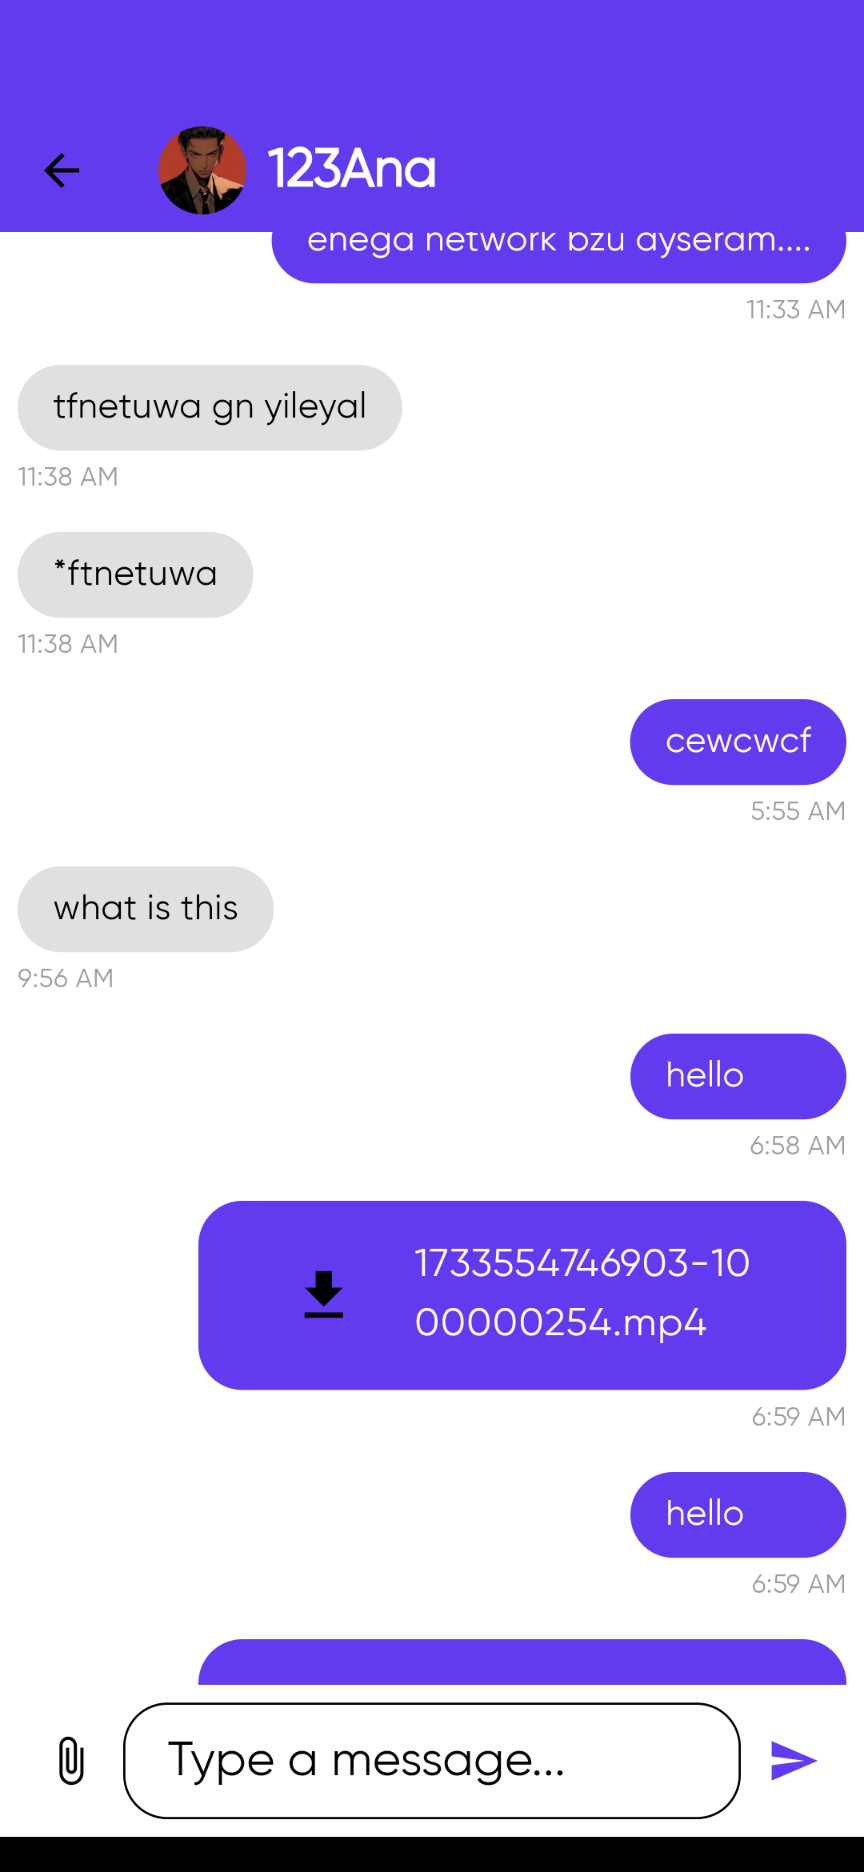 123Ana
enega network bzu ayseram....
11:33 AM
tfnetuwa gn yileyal
11:38 AM
*ftnetuwa
11:38 AM
cewcwcf
5:55 AM
what is this
9:56 AM
hello
6:58 AM
1733554746903-10
00000254.mp4
6:59 AM
hello
6:59 AM
Type a message...